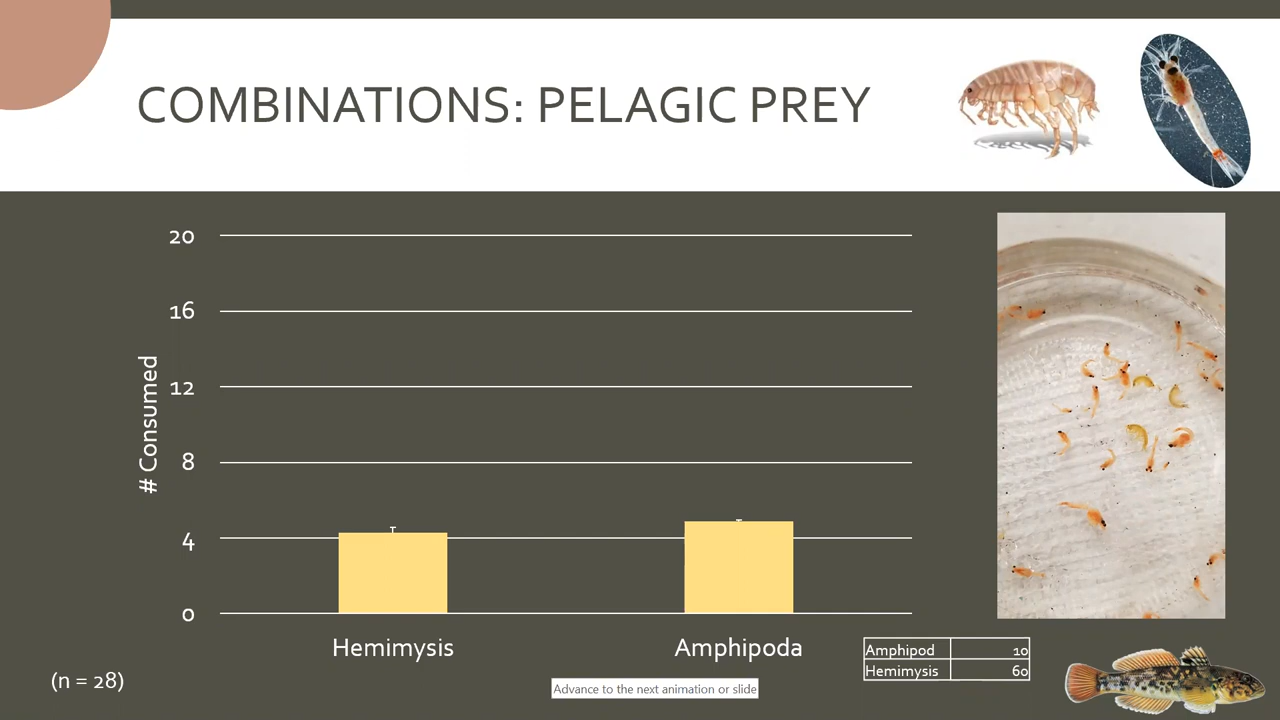 COMBINATIONS: PELAGIC PREY
20
16
12
8
4
0
# Consumed
Hemimysis
Amphipoda
Amphipod 10
Hemimysis 60
(n = 28)
Advance to the next animation or slide